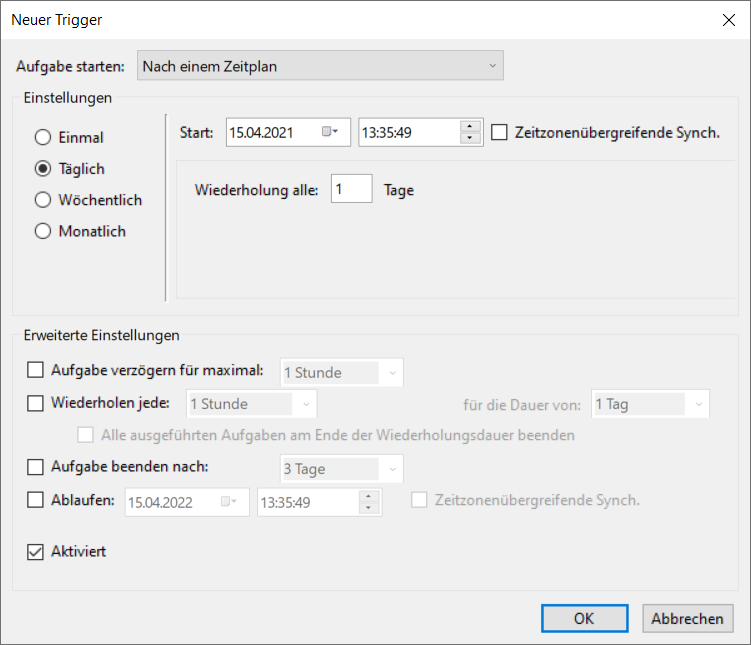 Neuer Trigger
Aufgabe starten: Nach einem Zeitplan
Einstellungen
Einmal
Täglich
Wöchentlich
Monatlich
Start: 15.04.2021 13:35:49 Zeitzonenübergreifende Synch.
Wiederholung alle: 1 Tage
Erweiterte Einstellungen
Aufgabe verzögern für maximal: 1 Stunde
Wiederholen jede: 1 Stunde für die Dauer von: 1 Tag
Alle ausgeführten Aufgaben am Ende der Wiederholungsdauer beenden
Aufgabe beenden nach: 3 Tage
Ablaufen: 15.04.2022 13:35:49 Zeitzonenübergreifende Synch.
Aktiviert
OK Abbrechen